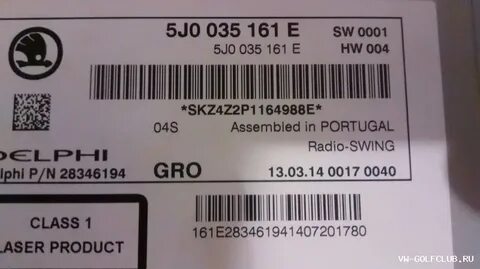 5J0 035 161 E SW 0001
5J0 035 161 E HW 004
*SKZ4Z2P1164988E*
04S Assembled in PORTUGAL
Radio-SWING
DELPHI
lphi P/N 28346194 GRO 13.03.14 0017 0040
CLASS 1
LASER PRODUCT
161E283461941407201780
VW-GOLFCLUB.RU